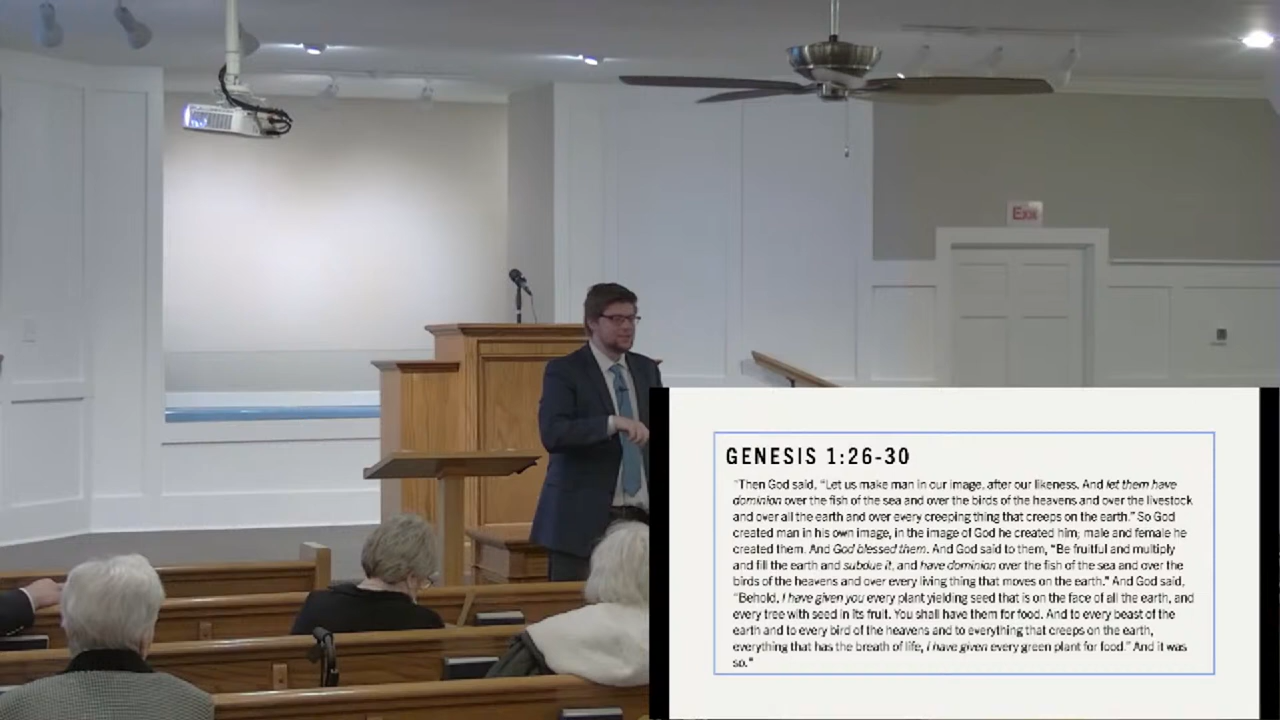 Exit
GENESIS 1:26-30
"Then God said, "Let us make man in our image, after our likeness. And let them have
dominion over the fish of the sea and over the birds of the heavens and over the livestock
and over all the earth and over every creeping thing that creeps on the earth." So God
created man in his own image, in the image of God he created him; male and female he
created them. And God blessed them. And God said to them, "Be fruitful and multiply
and fill the earth and subdue it, and have dominion over the fish of the sea and over the
birds of the heavens and over every living thing that moves on the earth." And God said,
"Behold, I have given you every plant yielding seed that is on the face of all the earth, and
every tree with seed in its fruit. You shall have them for food. And to every beast of the
earth and to every bird of the heavens and to everything that creeps on the earth,
everything that has the breath of life, I have given every green plant for food." And it was
so."